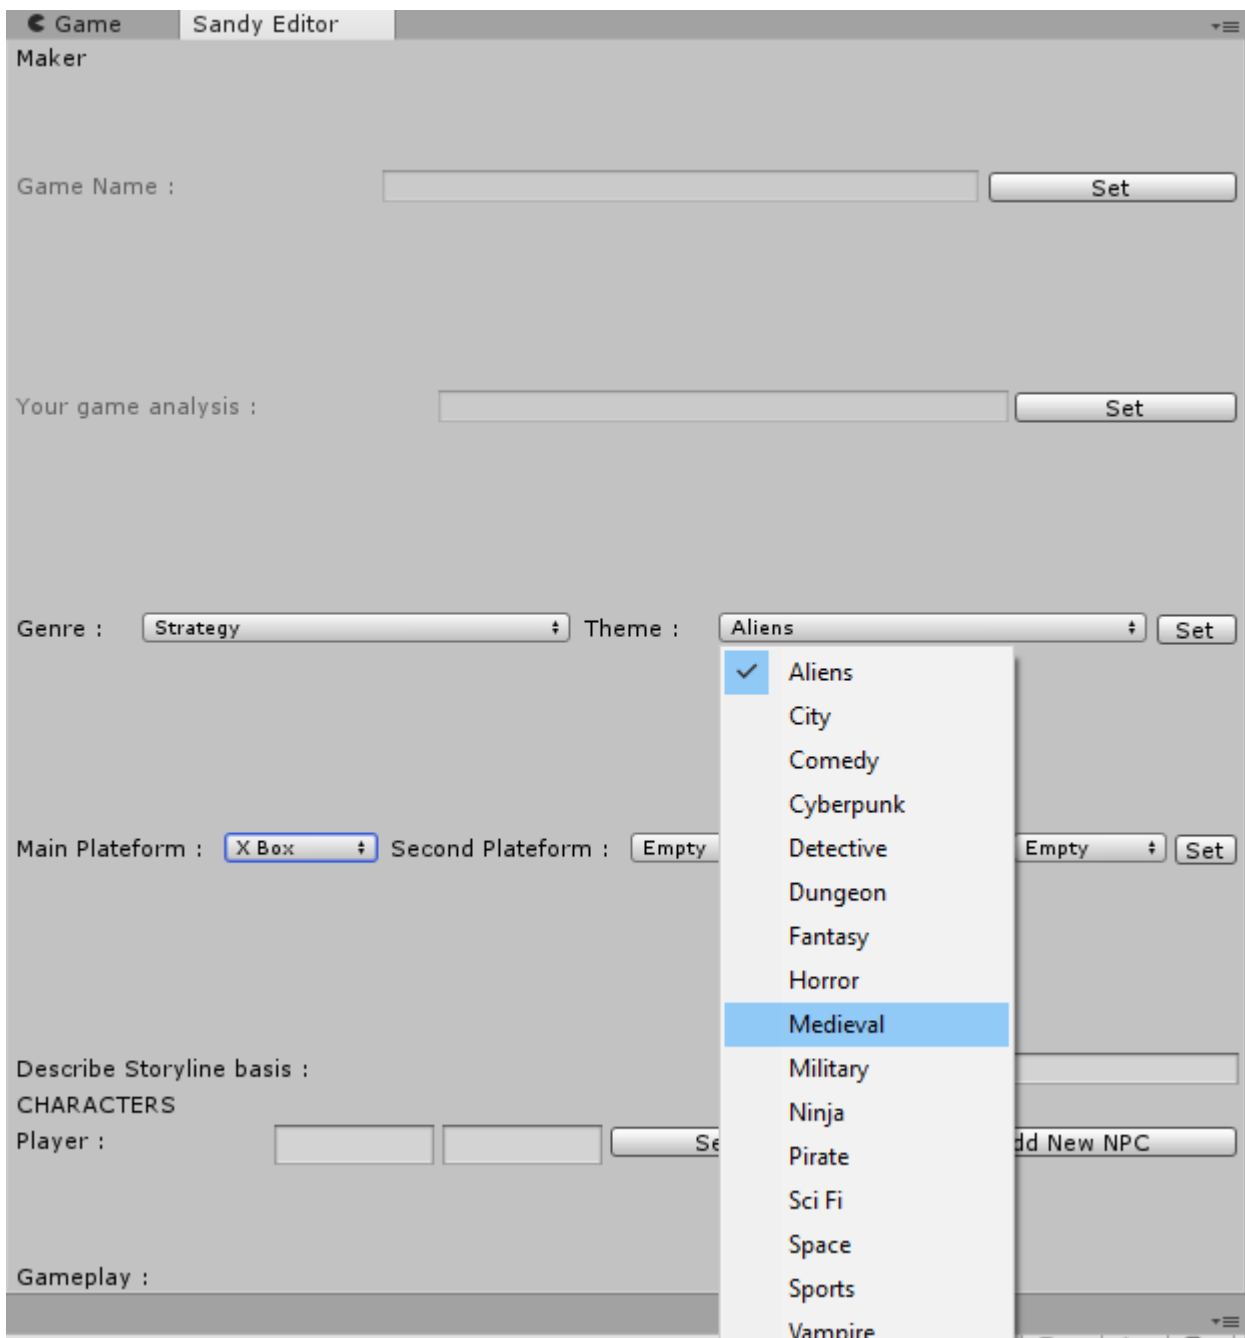 Game Sandy Editor
Maker
Game Name : Set
Your game analysis : Set
Genre : Strategy Theme : Aliens Set
Aliens
City
Comedy
Cyberpunk
Main Plateform : X Box Second Plateform : Empty Detective Empty Set
Dungeon
Fantasy
Horror
Medieval
Describe Storyline basis : Military
CHARACTERS Ninja
Player : Se Pirate dd New NPC
Sci Fi
Space
Gameplay : Sports
Vampire